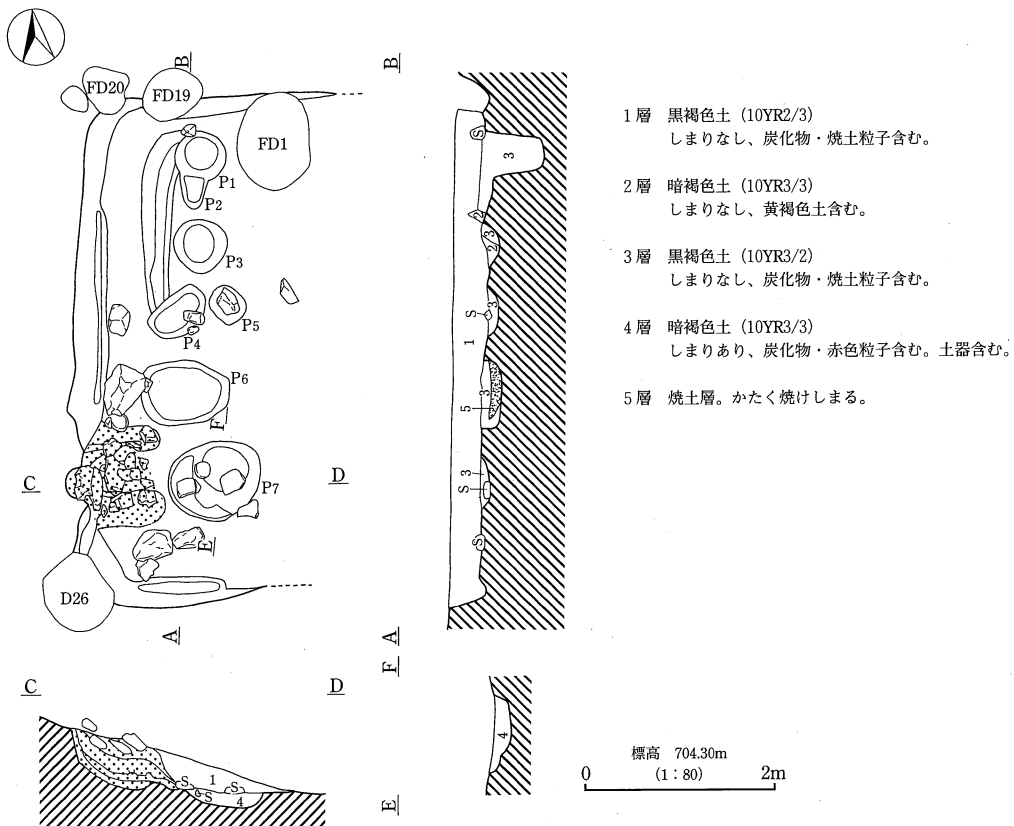 B
B
FD20
FD19
FD1
P1
P2
P3
P5
P4
P6
F
C
D
P7
E
D26
A
S
3
2
3
2
S
3
1
3
5
3
S
S
A
1層 黒褐色土 (10YR2/3)
しまりなし、炭化物・焼土粒子含む。
2層 暗褐色土 (10YR3/3)
しまりなし、黄褐色土含む。
3層 黒褐色土 (10YR3/2)
しまりなし、炭化物・焼土粒子含む。
4層 暗褐色土 (10YR3/3)
しまりあり、炭化物・赤色粒子含む。土器含む。
5層 焼土層。かたく焼けしまる。
C
D
S
1
S
S
4
F
4
E
標高 704.30m
0 (1:80) 2m